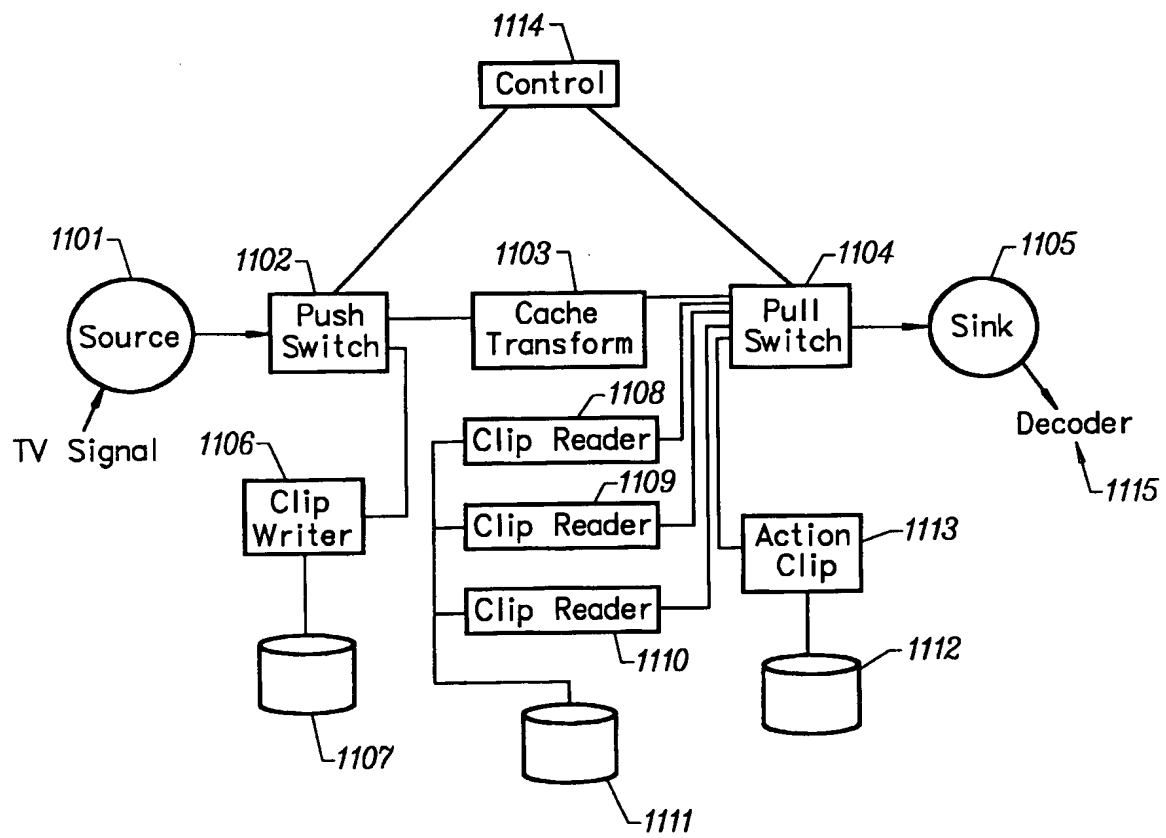 1114
Control
1101
1102
1103
1104
1105
Source
Push
Switch
Cache
Transform
Pull
Switch
Sink
TV Signal
1106
Clip
Writer
1108
Clip Reader
1109
Clip Reader
Clip Reader
1110
Decoder
1115
Action
Clip
1113
1107
1111
1112